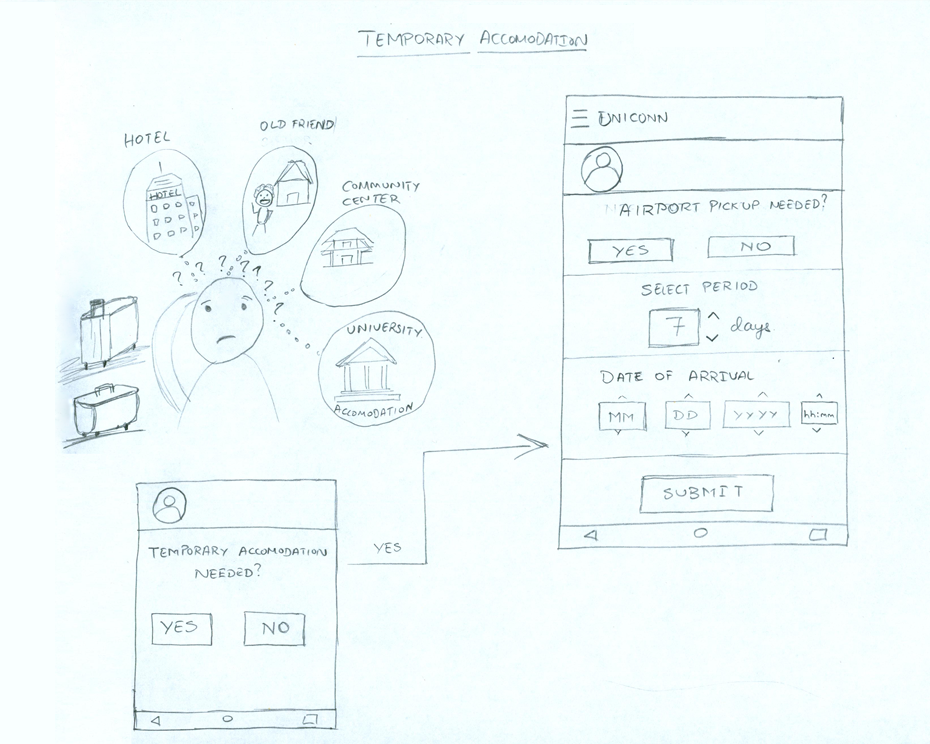 TEMPORARY ACCOMODATION
HOTEL
OLD FRIEND
COMMUNITY
CENTER
HOTEL
? ? ? ? ? ? ?
UNIVERSITY
ACCOMODATION
TEMPORARY ACCOMODATION
NEEDED?
YES
NO
YES
UNICONN
AIRPORT PICKUP NEEDED?
YES
NO
SELECT PERIOD
7 days
DATE OF ARRIVAL
MM DD YYYY hh:mm
SUBMIT